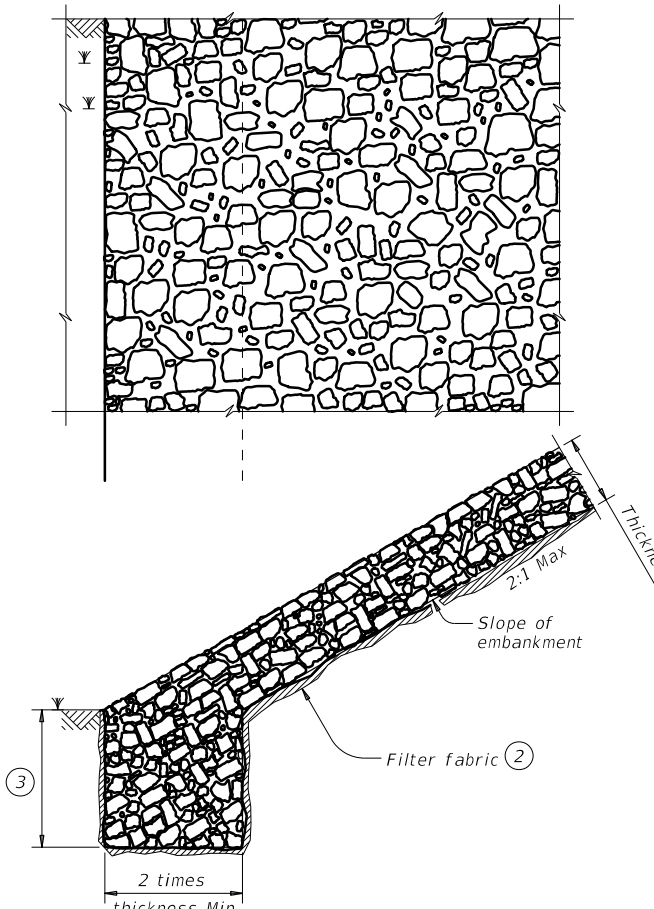 2:1 Max
Slope of
embankment
Filter fabric 2
3
2 times
thickness Min